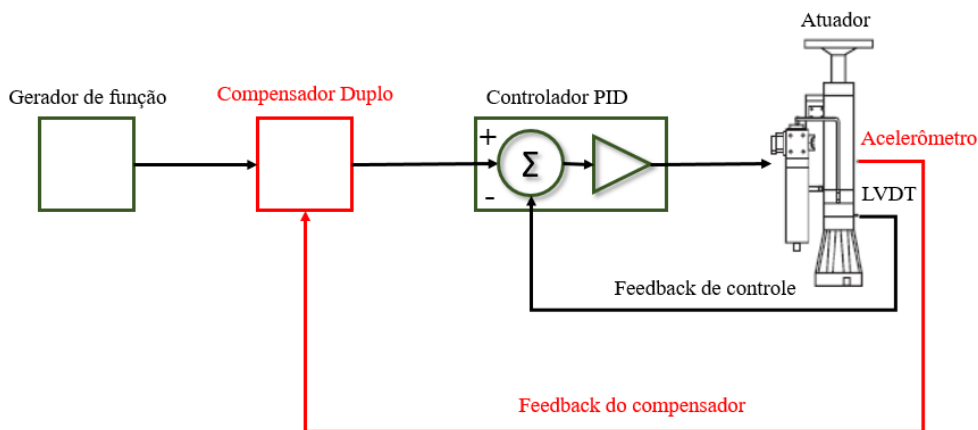 Atuador
Gerador de função
Compensador Duplo
Controlador PID
+
Σ
-
Acelerômetro
LVDT
Feedback de controle
Feedback do compensador